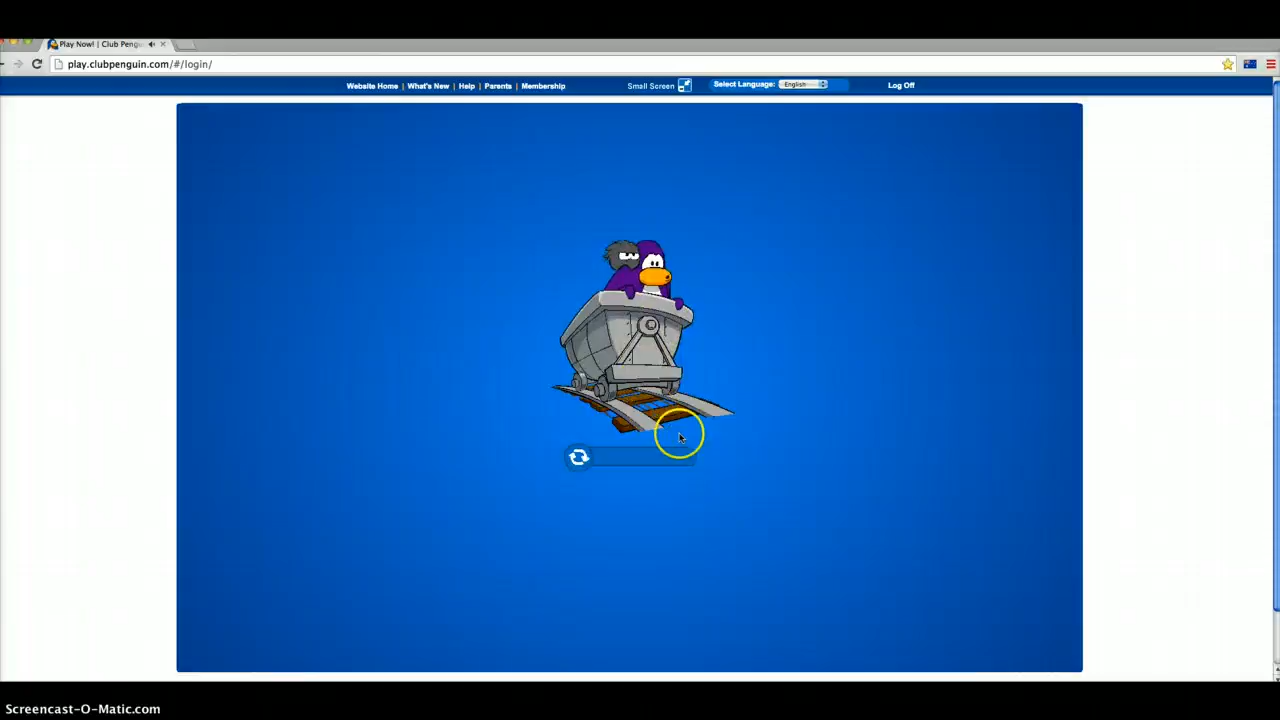 Play Now! | Club Peng
play.clubpenguin.com/#/login/
Website Home | What's New | Help | Parents | Membership
Small Screen
Select Language: English
Log Off
Screencast-O-Matic.com